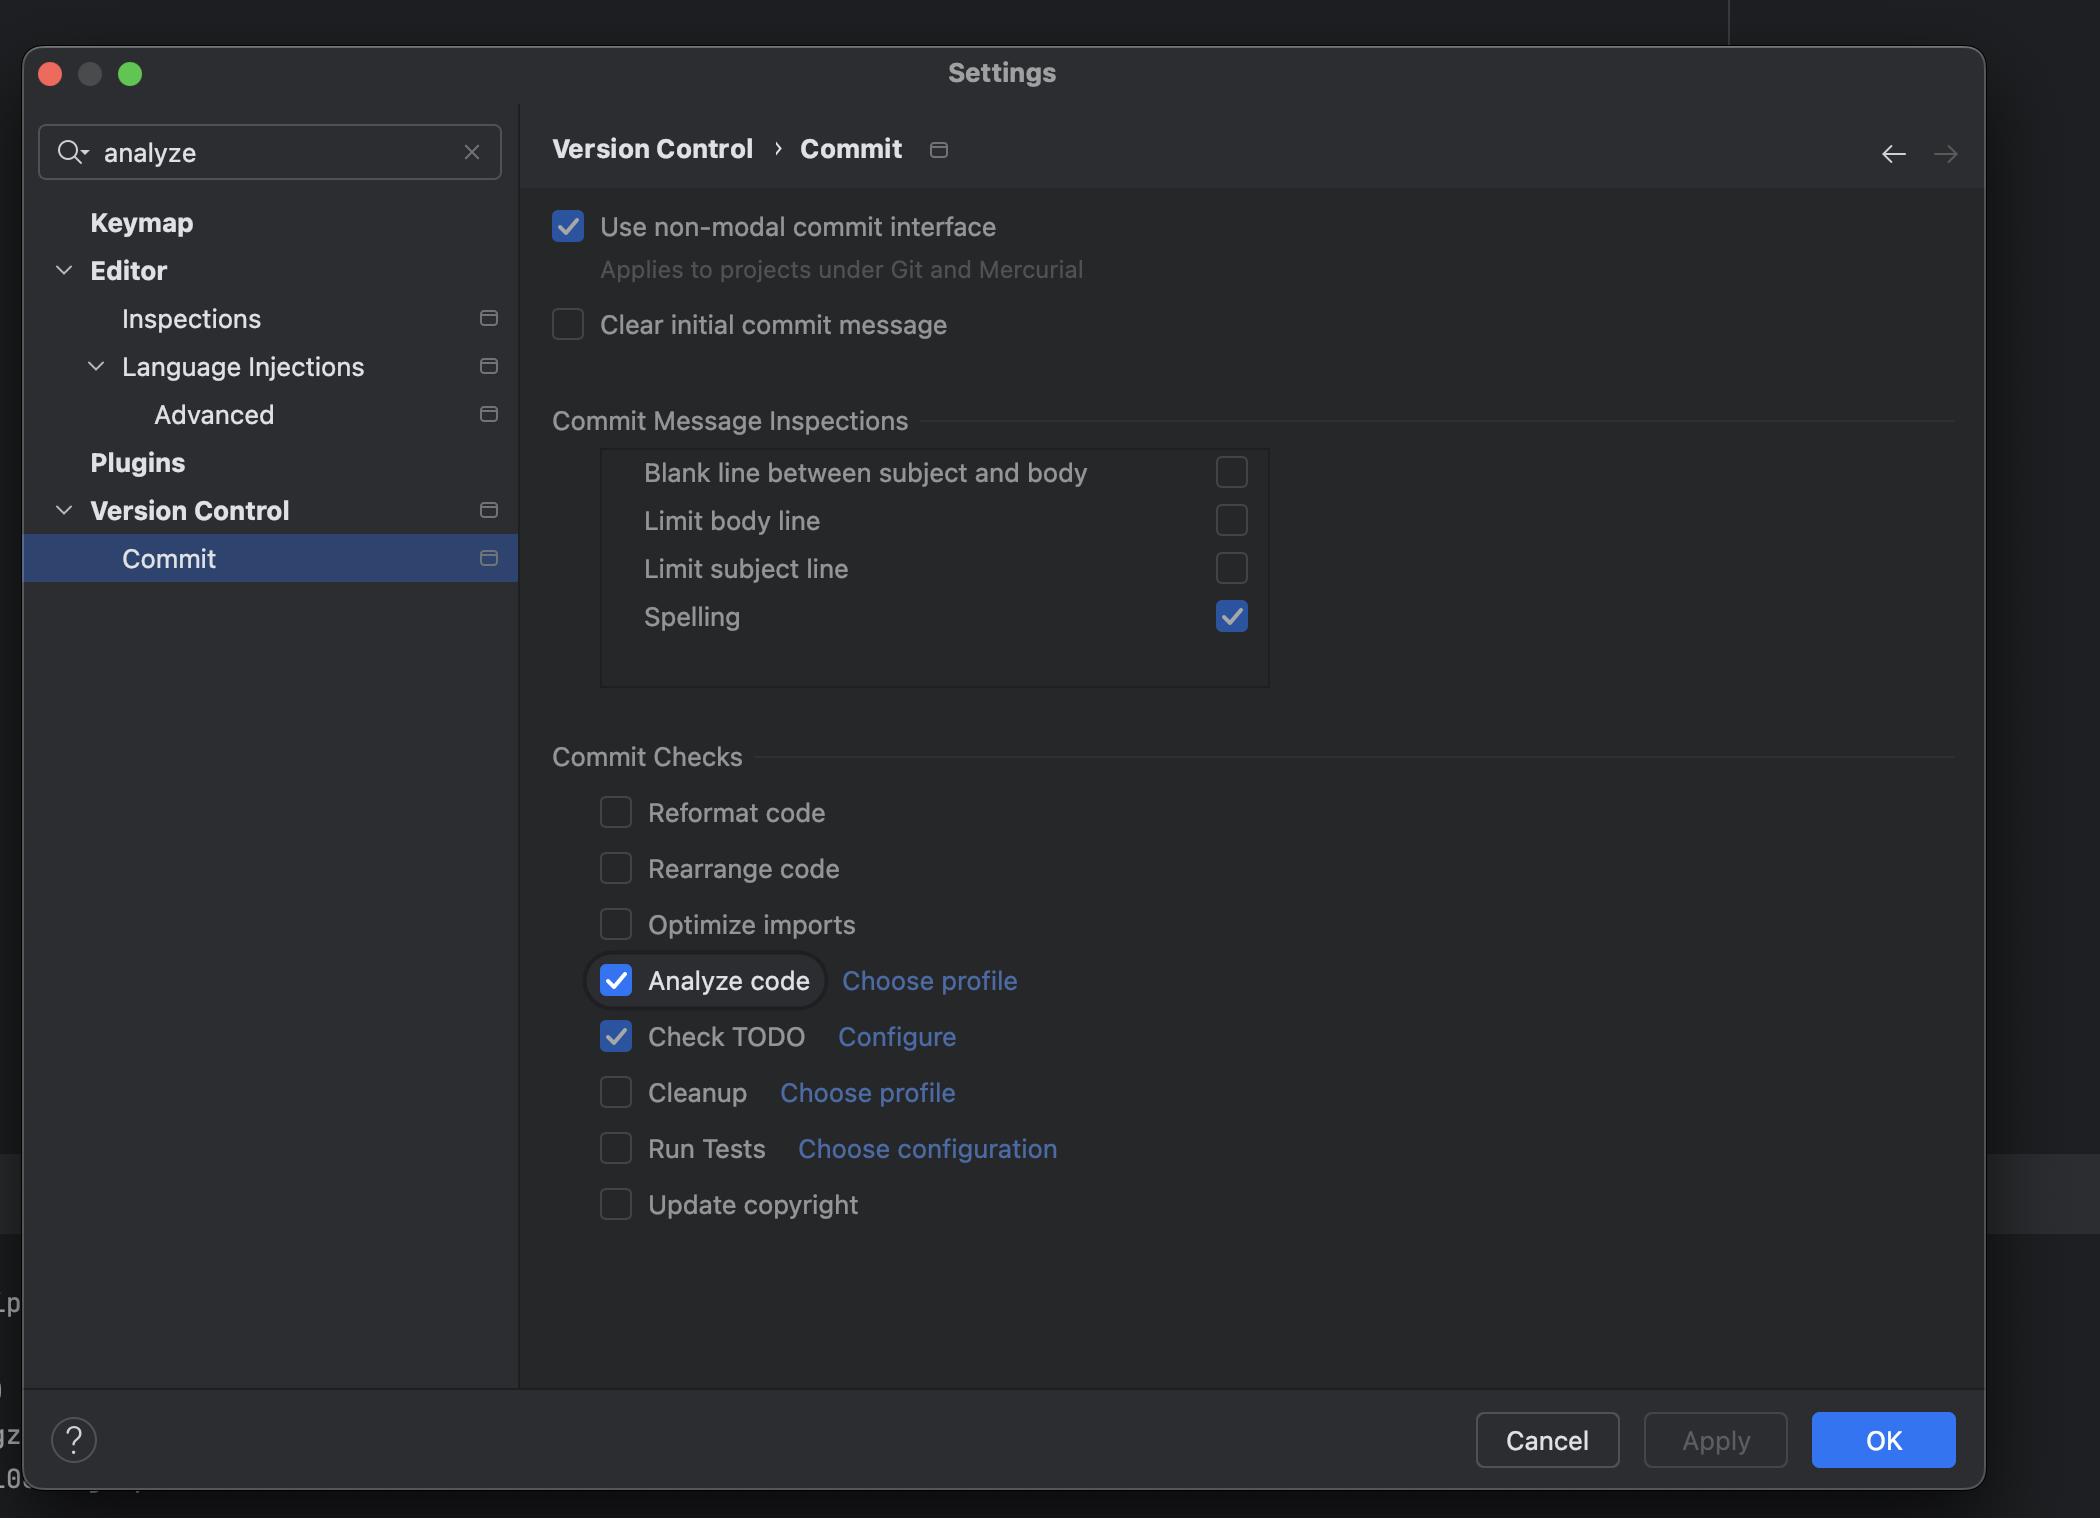 Settings
analyze
Keymap
Editor
Inspections
Language Injections
Advanced
Plugins
Version Control
Commit
Version Control › Commit
Use non-modal commit interface
Applies to projects under Git and Mercurial
Clear initial commit message
Commit Message Inspections
Blank line between subject and body
Limit body line
Limit subject line
Spelling
Commit Checks
Reformat code
Rearrange code
Optimize imports
Analyze code Choose profile
Check TODO Configure
Cleanup Choose profile
Run Tests Choose configuration
Update copyright
? Cancel Apply OK